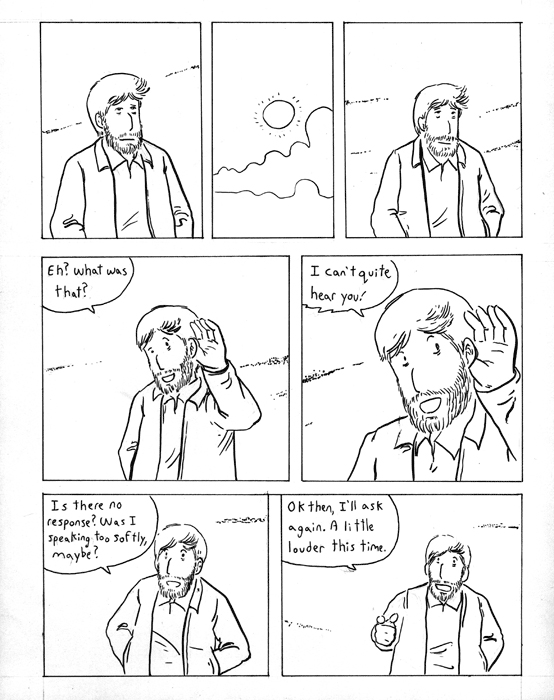 Eh? What was
that?
I can't quite
hear you!
Is there no
response? Was I
speaking too softly,
maybe?
Ok then, I'll ask
again. A little
louder this time.